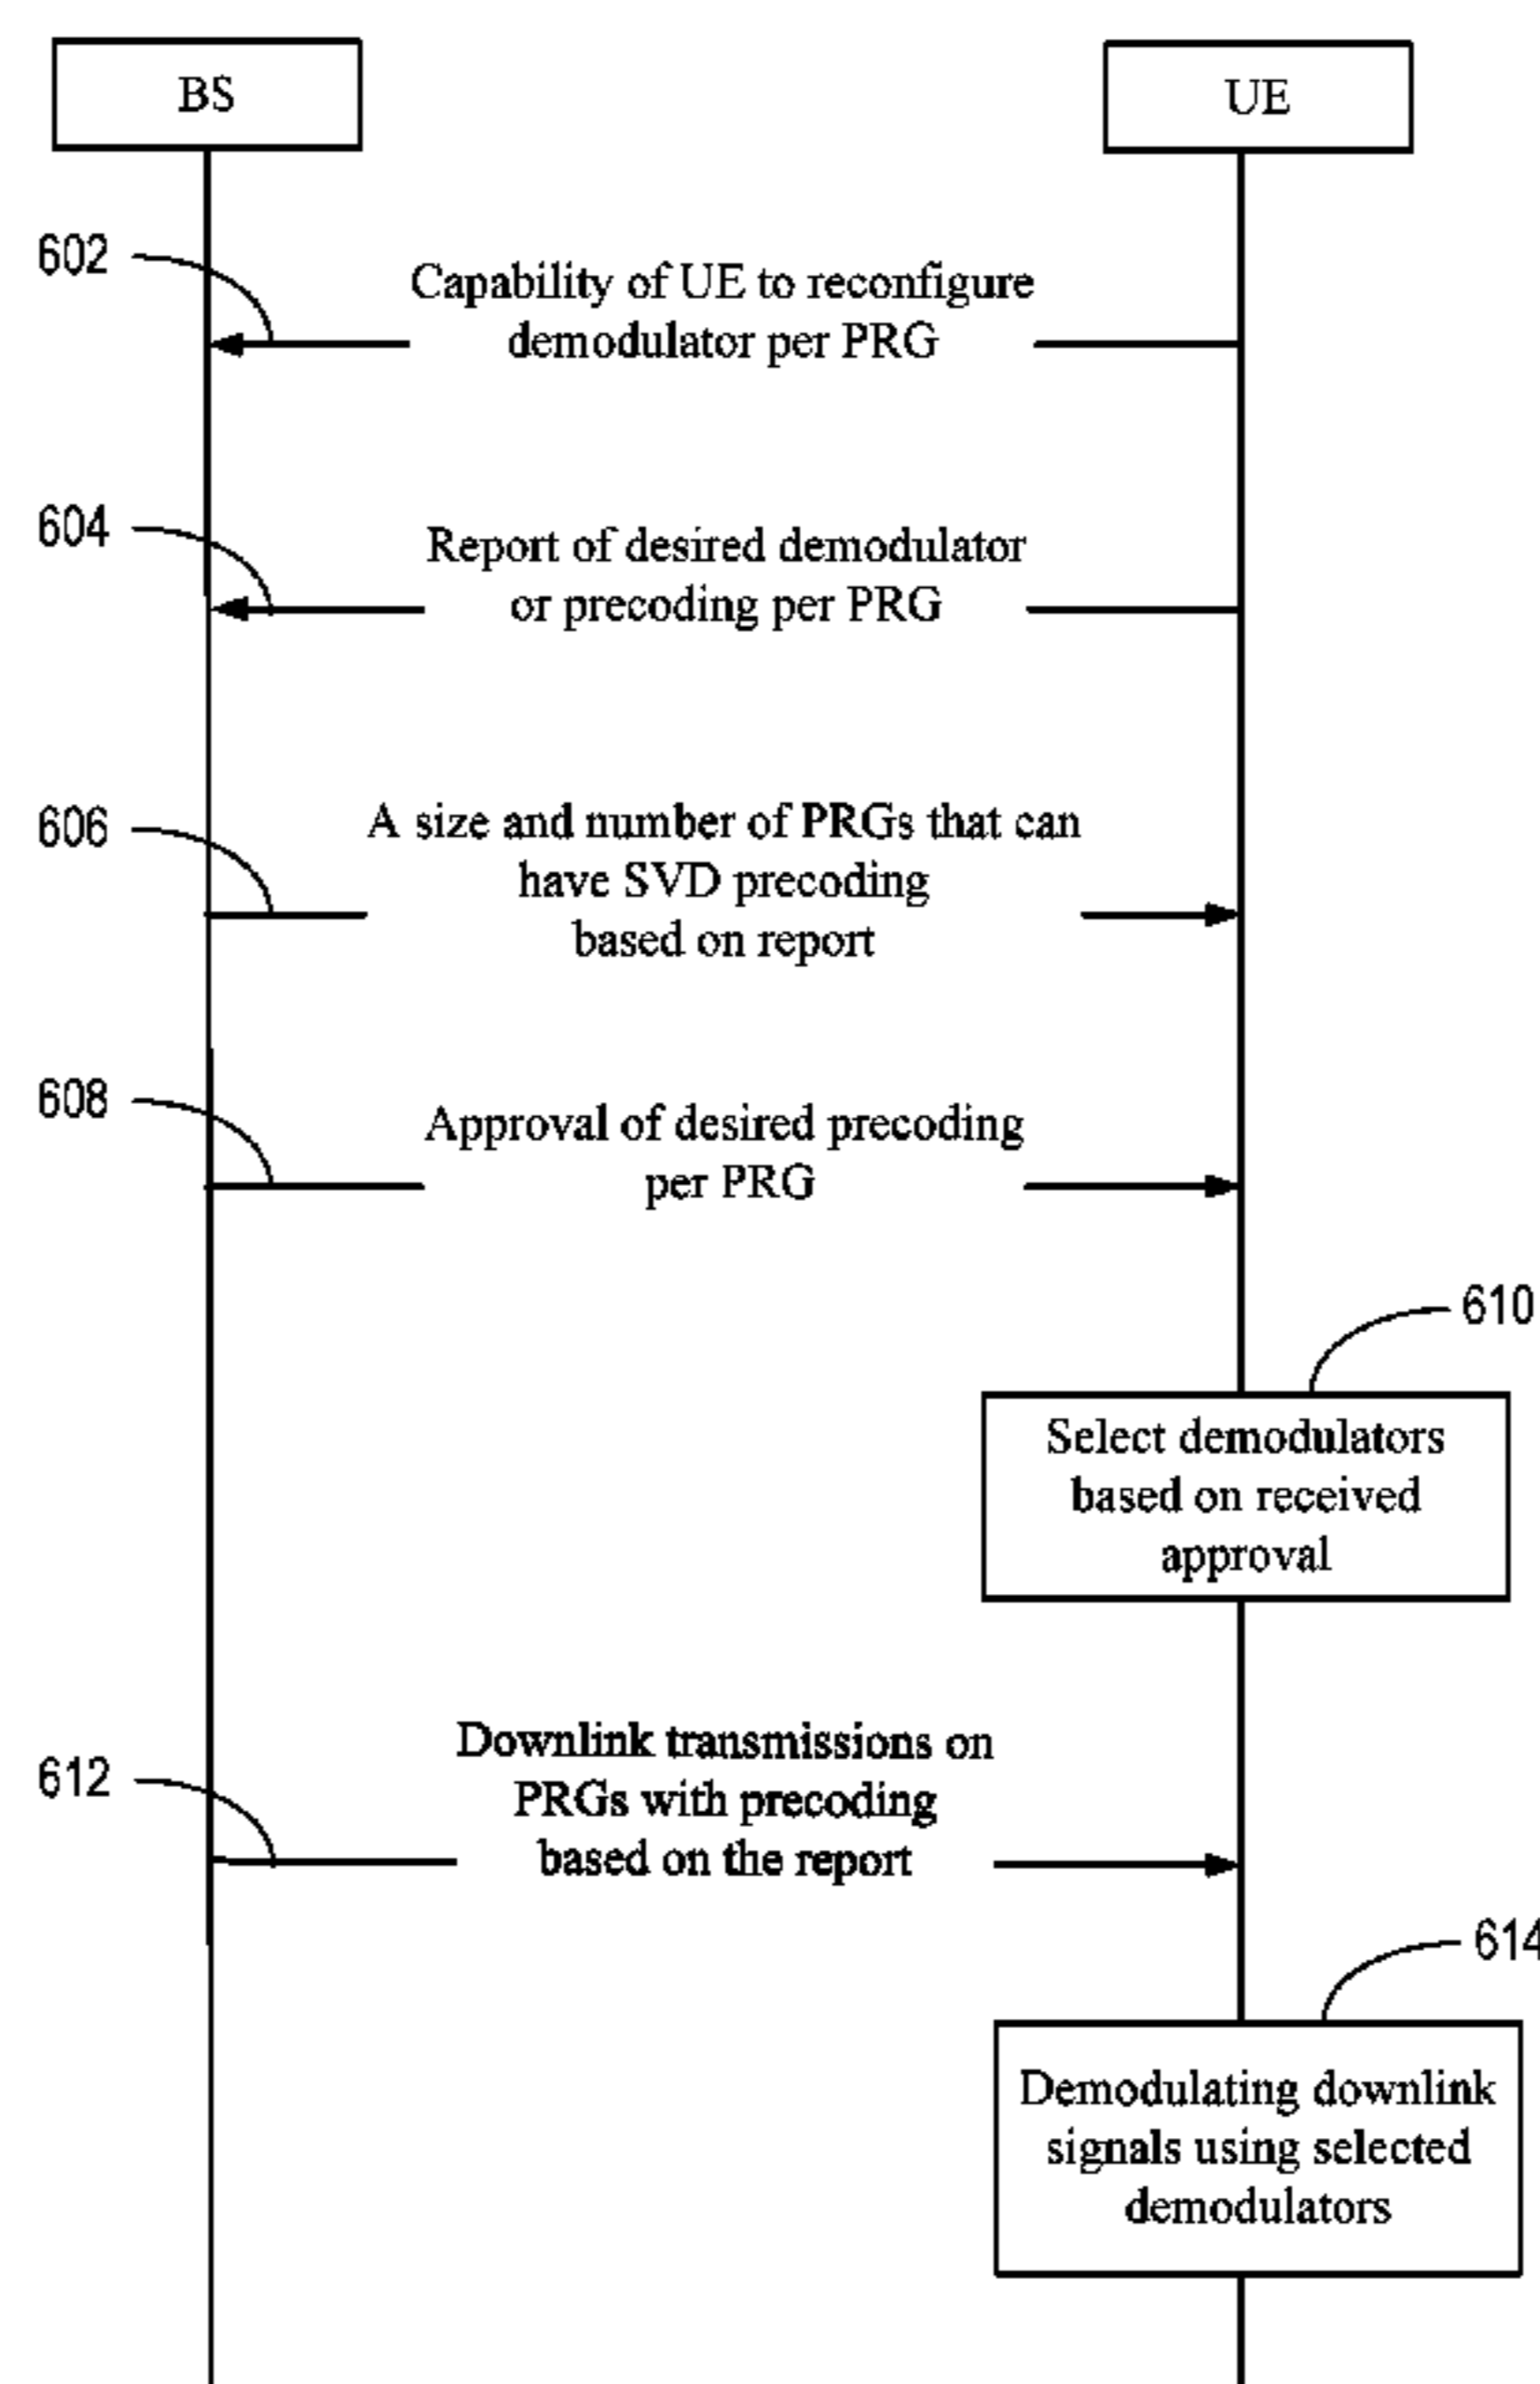 BS
UE
602
Capability of UE to reconfigure
demodulator per PRG
604
Report of desired demodulator
or precoding per PRG
606
A size and number of PRGs that can
have SVD precoding
based on report
608
Approval of desired precoding
per PRG
610
Select demodulators
based on received
approval
612
Downlink transmissions on
PRGs with precoding
based on the report
614
Demodulating downlink
signals using selected
demodulators